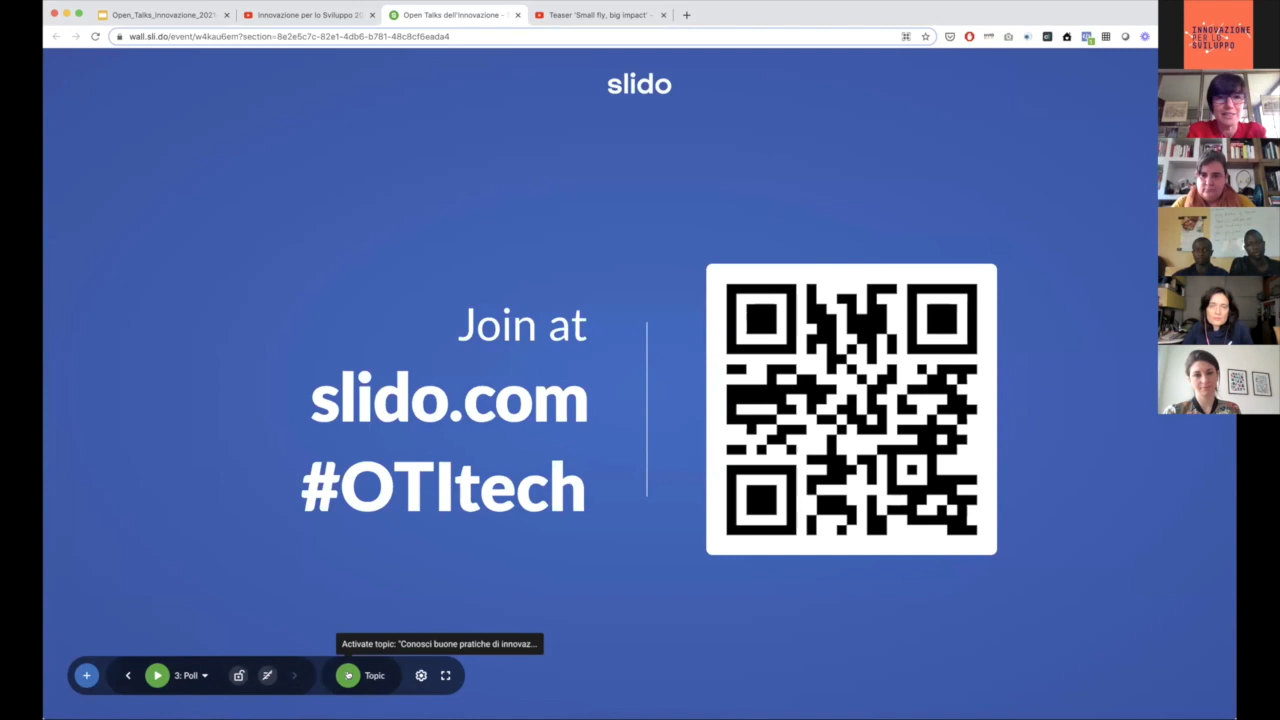 Open_Talks_Innovazione_2021
Innovazione per lo Sviluppo 20
Open Talks dell'Innovazione - S
Teaser 'Small fly, big impact' -
wall.sli.do/event/w4kau6em?section=8e2e5c7c-82e1-4db6-b781-48c8cf6eada4
INNOVAZIONE
PER LO
SVILUPPO
slido
Join at
slido.com
#OTItech
Activate topic: "Conosci buone pratiche di innovaz...
3: Poll
Topic